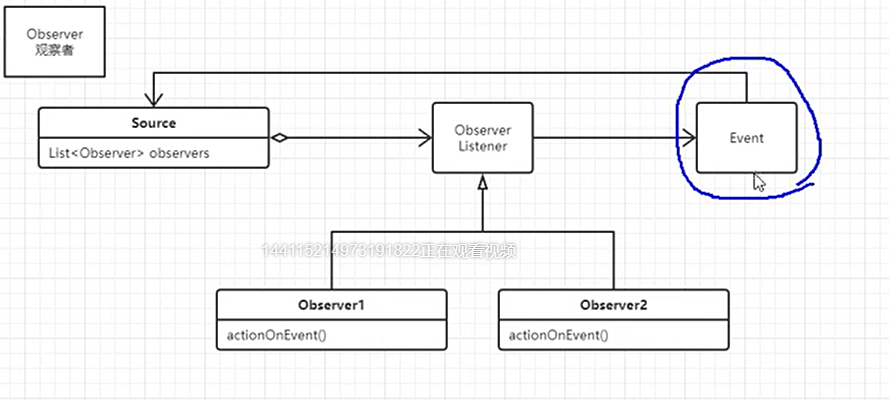 Observer
观察者
Source
List<Observer> observers
Observer
Listener
Event
144115214973191822正在观看视频
Observer1
actionOnEvent()
Observer2
actionOnEvent()